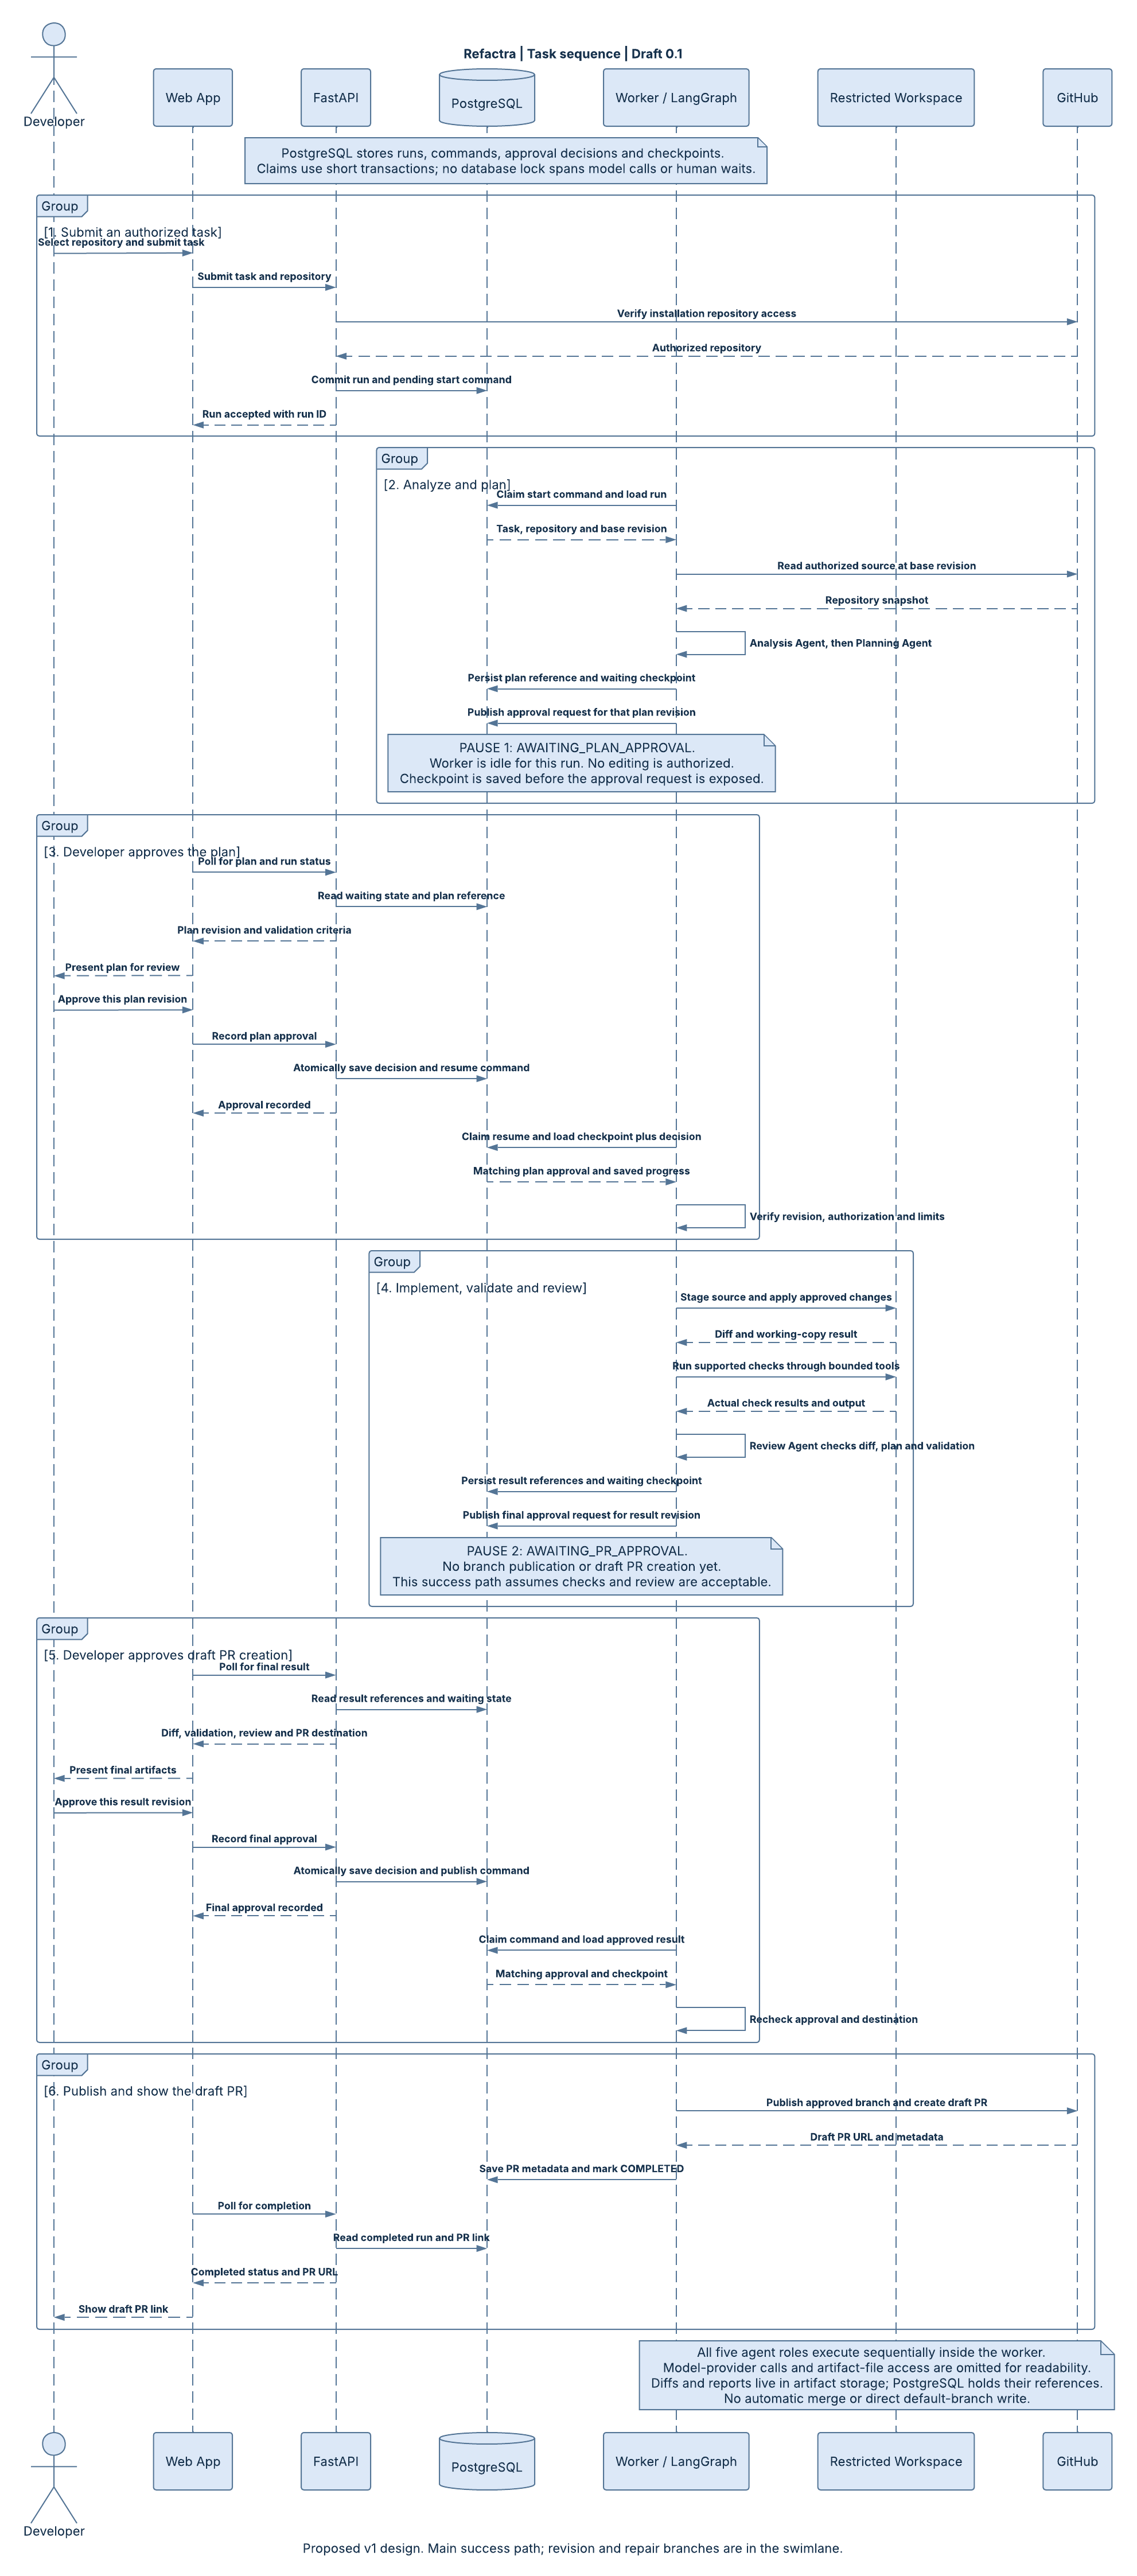 Refactra | Task sequence | Draft 0.1
Developer
Web App
FastAPI
PostgreSQL
Worker / LangGraph
Restricted Workspace
GitHub
PostgreSQL stores runs, commands, approval decisions and checkpoints.
Claims use short transactions; no database lock spans model calls or human waits.
Group
[1. Submit an authorized task]
Select repository and submit task
Submit task and repository
Verify installation repository access
Authorized repository
Commit run and pending start command
Run accepted with run ID
Group
[2. Analyze and plan]
Claim start command and load run
Task, repository and base revision
Read authorized source at base revision
Repository snapshot
Analysis Agent, then Planning Agent
Persist plan reference and waiting checkpoint
Publish approval request for that plan revision
PAUSE 1: AWAITING_PLAN_APPROVAL.
Worker is idle for this run. No editing is authorized.
Checkpoint is saved before the approval request is exposed.
Group
[3. Developer approves the plan]
Poll for plan and run status
Read waiting state and plan reference
Plan revision and validation criteria
Present plan for review
Approve this plan revision
Record plan approval
Atomically save decision and resume command
Approval recorded
Claim resume and load checkpoint plus decision
Matching plan approval and saved progress
Verify revision, authorization and limits
Group
[4. Implement, validate and review]
Stage source and apply approved changes
Diff and working-copy result
Run supported checks through bounded tools
Actual check results and output
Review Agent checks diff, plan and validation
Persist result references and waiting checkpoint
Publish final approval request for result revision
PAUSE 2: AWAITING_PR_APPROVAL.
No branch publication or draft PR creation yet.
This success path assumes checks and review are acceptable.
Group
[5. Developer approves draft PR creation]
Poll for final result
Read result references and waiting state
Diff, validation, review and PR destination
Present final artifacts
Approve this result revision
Record final approval
Atomically save decision and publish command
Final approval recorded
Claim command and load approved result
Matching approval and checkpoint
Recheck approval and destination
Group
[6. Publish and show the draft PR]
Publish approved branch and create draft PR
Draft PR URL and metadata
Save PR metadata and mark COMPLETED
Poll for completion
Read completed run and PR link
Completed status and PR URL
Show draft PR link
All five agent roles execute sequentially inside the worker.
Model-provider calls and artifact-file access are omitted for readability.
Diffs and reports live in artifact storage; PostgreSQL holds their references.
No automatic merge or direct default-branch write.
Developer
Web App
FastAPI
PostgreSQL
Worker / LangGraph
Restricted Workspace
GitHub
Proposed v1 design. Main success path; revision and repair branches are in the swimlane.